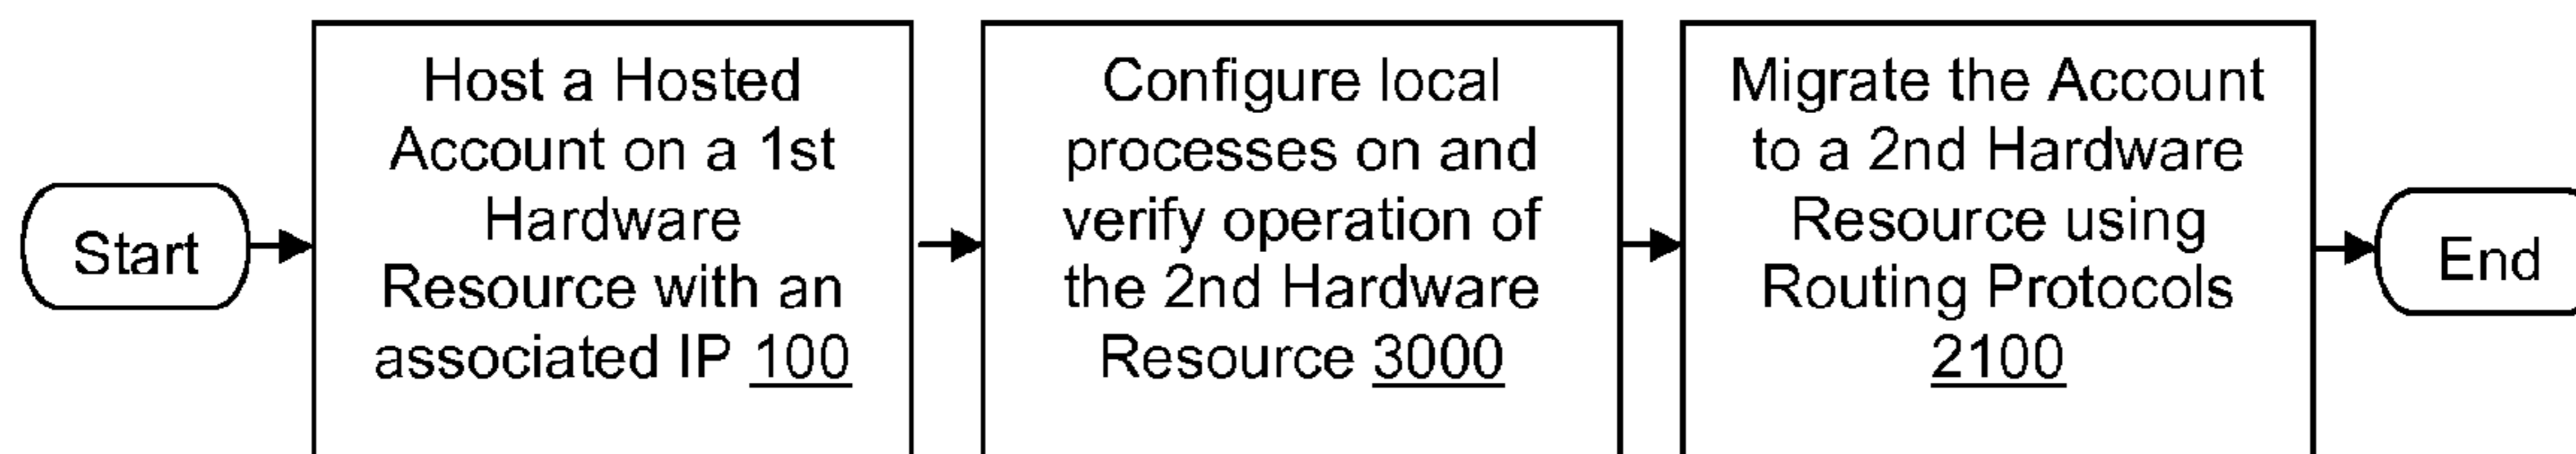 Start
Host a Hosted
Account on a 1st
Hardware
Resource with an
associated IP 100
Configure local
processes on and
verify operation of
the 2nd Hardware
Resource 3000
Migrate the Account
to a 2nd Hardware
Resource using
Routing Protocols
2100
End